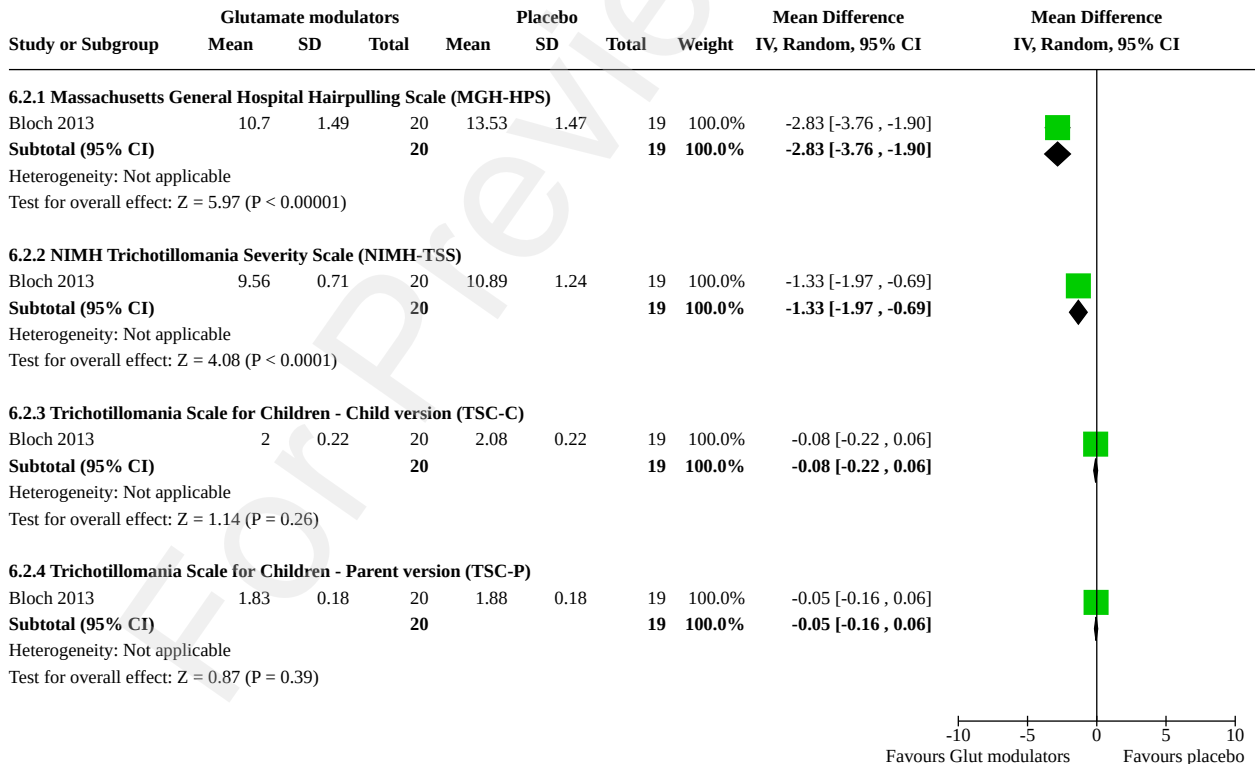 Glutamate modulators Placebo Mean Difference Mean Difference
Study or Subgroup Mean SD Total Mean SD Total Weight IV, Random, 95% CI IV, Random, 95% CI
6.2.1 Massachusetts General Hospital Hairpulling Scale (MGH-HPS)
Bloch 2013 10.7 1.49 20 13.53 1.47 19 100.0% -2.83 [-3.76 , -1.90]
Subtotal (95% CI) 20 19 100.0% -2.83 [-3.76 , -1.90]
Heterogeneity: Not applicable
Test for overall effect: Z = 5.97 (P < 0.00001)
6.2.2 NIMH Trichotillomania Severity Scale (NIMH-TSS)
Bloch 2013 9.56 0.71 20 10.89 1.24 19 100.0% -1.33 [-1.97 , -0.69]
Subtotal (95% CI) 20 19 100.0% -1.33 [-1.97 , -0.69]
Heterogeneity: Not applicable
Test for overall effect: Z = 4.08 (P < 0.0001)
6.2.3 Trichotillomania Scale for Children - Child version (TSC-C)
Bloch 2013 2 0.22 20 2.08 0.22 19 100.0% -0.08 [-0.22 , 0.06]
Subtotal (95% CI) 20 19 100.0% -0.08 [-0.22 , 0.06]
Heterogeneity: Not applicable
Test for overall effect: Z = 1.14 (P = 0.26)
6.2.4 Trichotillomania Scale for Children - Parent version (TSC-P)
Bloch 2013 1.83 0.18 20 1.88 0.18 19 100.0% -0.05 [-0.16 , 0.06]
Subtotal (95% CI) 20 19 100.0% -0.05 [-0.16 , 0.06]
Heterogeneity: Not applicable
Test for overall effect: Z = 0.87 (P = 0.39)
-10 -5 0 5 10
Favours Glut modulators Favours placebo
For Previe